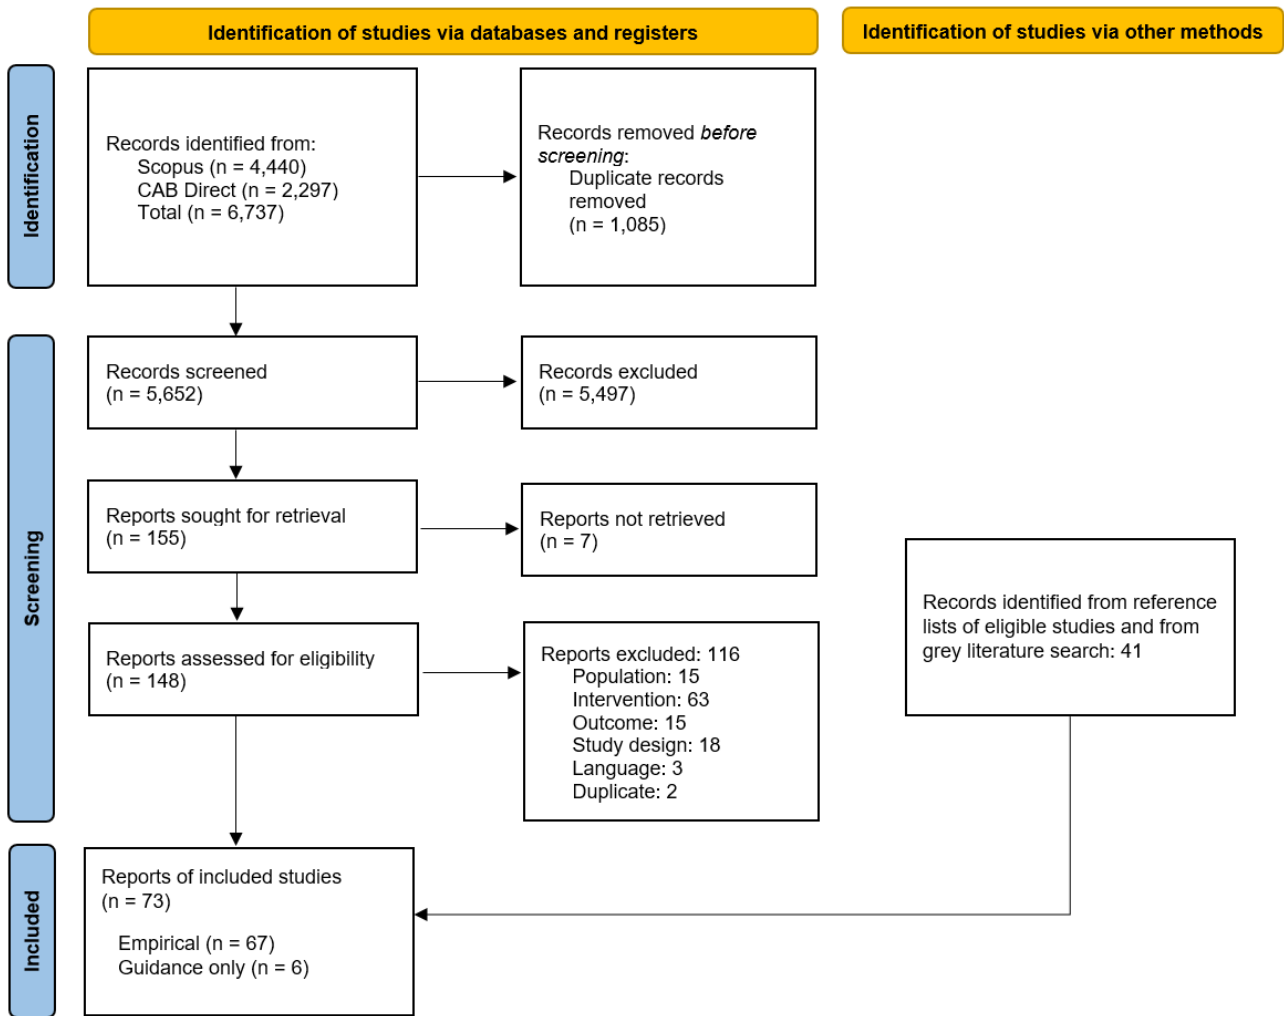 Identification of studies via databases and registers
Identification of studies via other methods
Identification
Records identified from:
Scopus (n = 4,440)
CAB Direct (n = 2,297)
Total (n = 6,737)
Records removed before
screening:
Duplicate records
removed
(n = 1,085)
Screening
Records screened
(n = 5,652)
Records excluded
(n = 5,497)
Reports sought for retrieval
(n = 155)
Reports not retrieved
(n = 7)
Reports assessed for eligibility
(n = 148)
Reports excluded: 116
Population: 15
Intervention: 63
Outcome: 15
Study design: 18
Language: 3
Duplicate: 2
Records identified from reference
lists of eligible studies and from
grey literature search: 41
Included
Reports of included studies
(n = 73)
Empirical (n = 67)
Guidance only (n = 6)